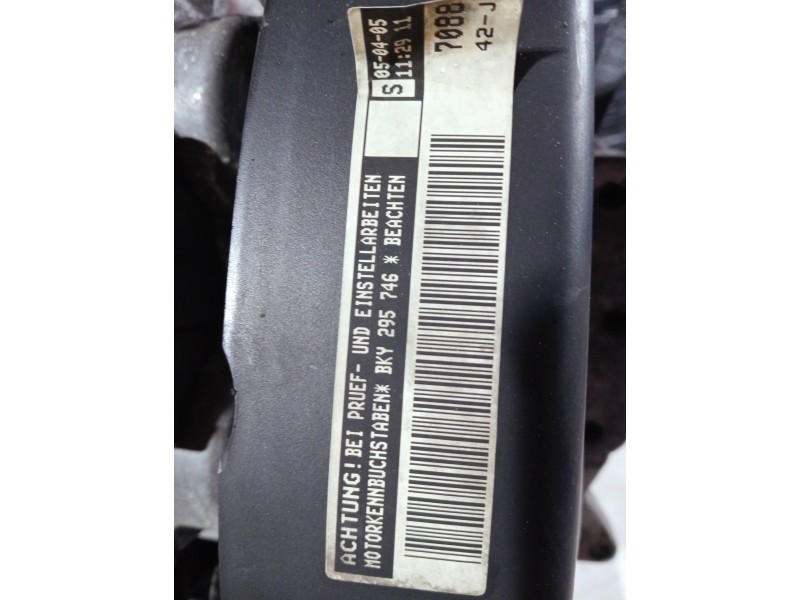 ACHTUNG! BEI PRUEF- UND EINSTELLARBEITEN
MOTORKENNBUCHSTABEN* BKY 295 746 * BEACHTEN
S
05-04-05
11:29 11
7088
42-J